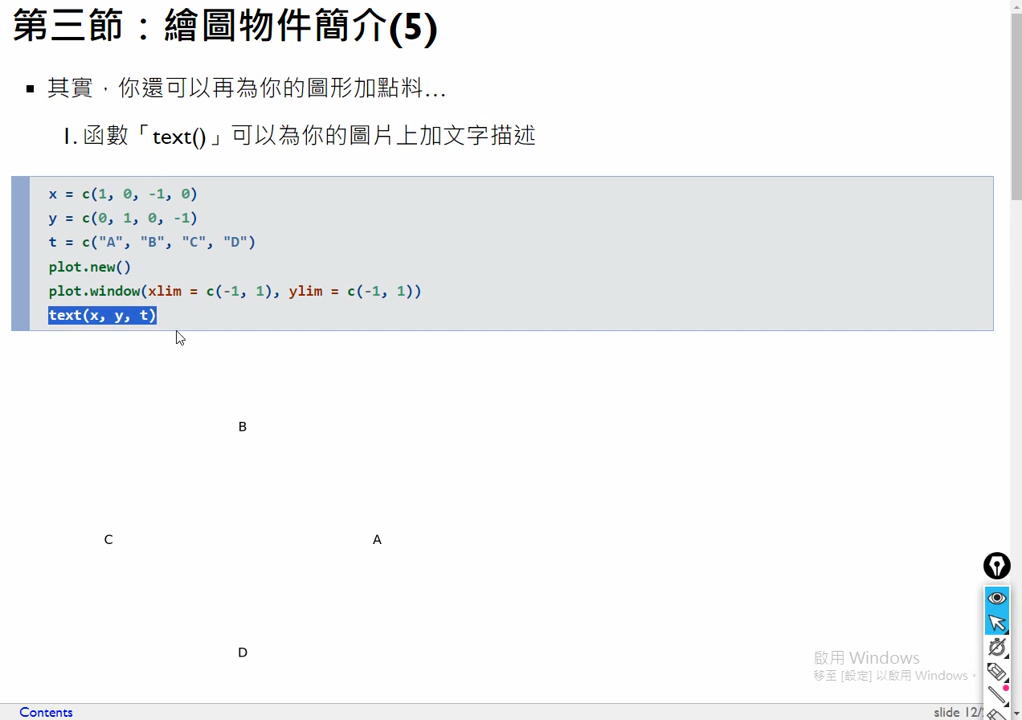 第三節：繪圖物件簡介(5)
其實，你還可以再為你的圖形加點料…
1. 函數「text()」可以為你的圖片上加文字描述
x = c(1, 0, -1, 0)
y = c(0, 1, 0, -1)
t = c("A", "B", "C", "D")
plot.new()
plot.window(xlim = c(-1, 1), ylim = c(-1, 1))
text(x, y, t)
B
C A
D
啟用 Windows
移至 [設定] 以啟用 Windows。
Contents
slide 12/